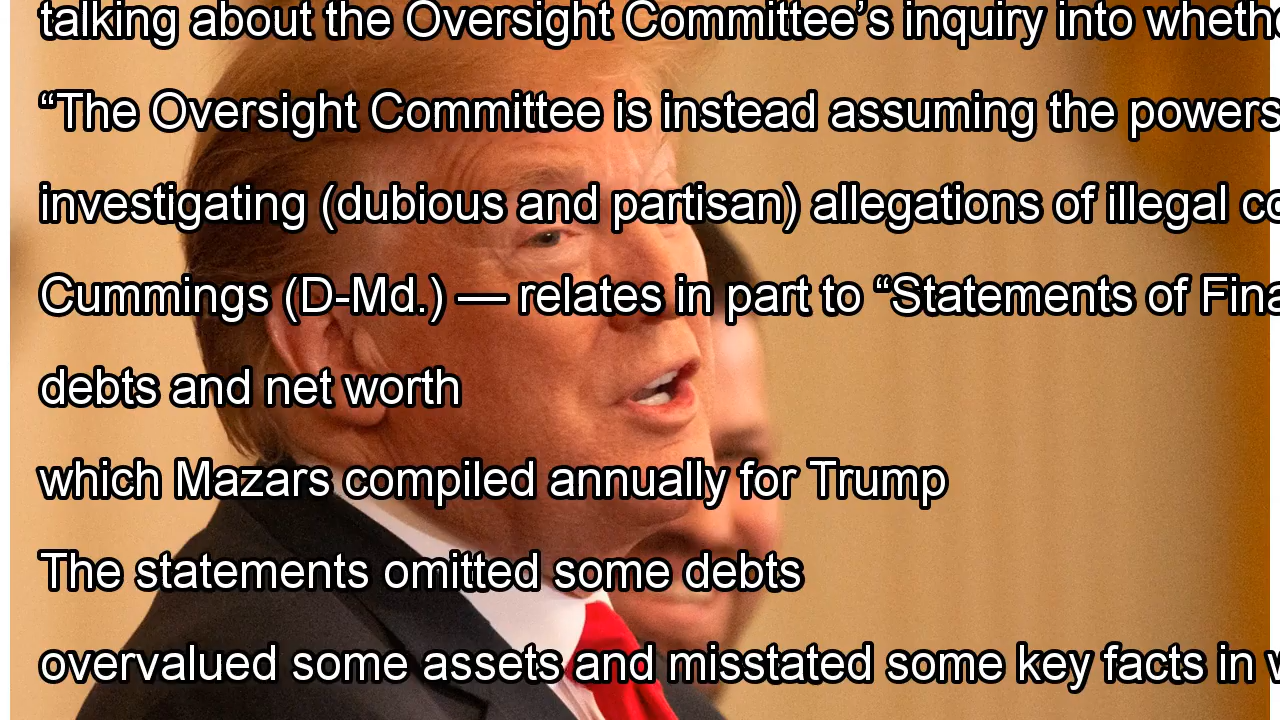 talking about the Oversight Committee’s inquiry into
“The Oversight Committee is instead assuming the powers
investigating (dubious and partisan) allegations of illegal
Cummings (D-Md.) — relates in part to “Statements of
debts and net worth
which Mazars compiled annually for Trump
The statements omitted some debts
overvalued some assets and misstated some key facts in